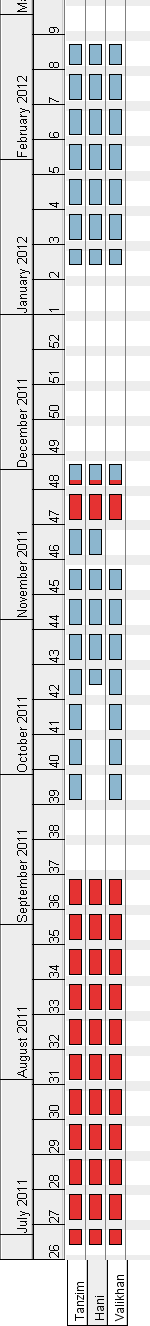 July 2011
August 2011
September 2011
October 2011
November 2011
December 2011
January 2012
February 2012
26 27 28 29 30 31 32 33 34 35 36 37 38 39 40 41 42 43 44 45 46 47 48 49 50 51 52 1 2 3 4 5 6 7 8 9
Tanzim
Hani
Valikhan